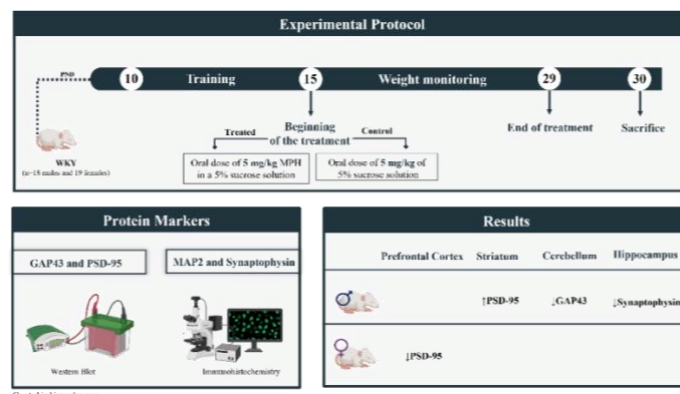 Experimental Protocol
PND
10
Training
15
Weight monitoring
29
30
Treated
Beginning
of the treatment
Control
End of treatment
Sacrifice
Oral dose of 5 mg/kg MPH
in a 5% sucrose solution
Oral dose of 5 mg/kg of
5% sucrose solution
WKY
(n=18 males and 19 females)
Protein Markers
GAP43 and PSD-95
MAP2 and Synaptophysin
Western Blot
Immunohistochemistry
Results
Prefrontal Cortex Striatum Cerebellum Hippocampus
↑PSD-95 ↓GAP43 ↓Synaptophysin
↓PSD-95